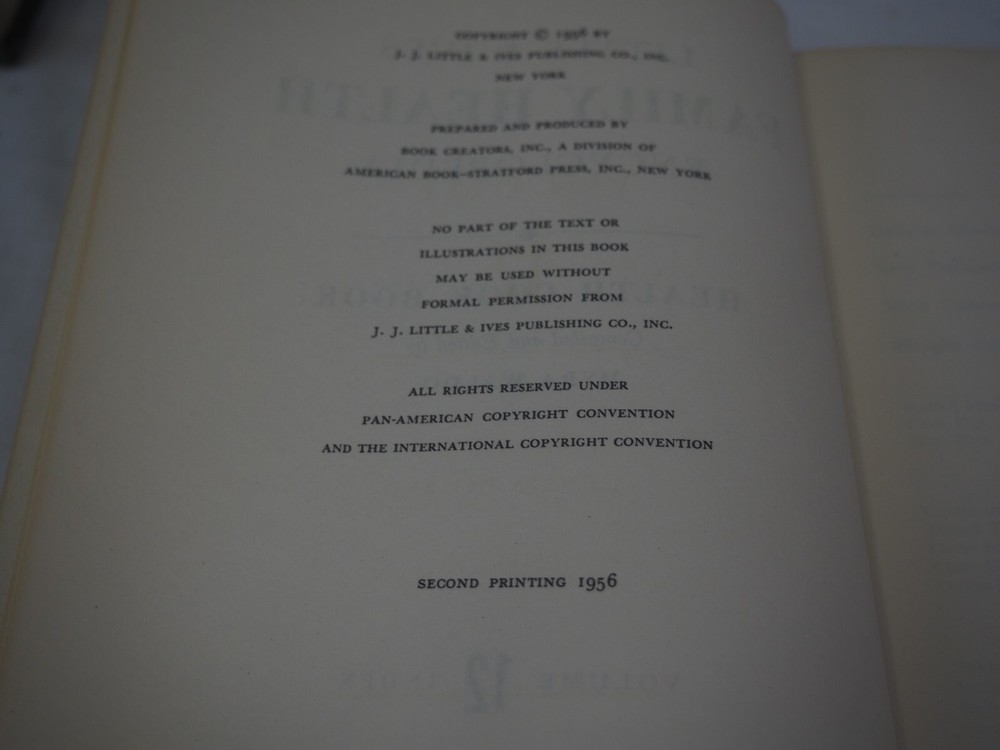 COPYRIGHT © 1956 BY
J. J. LITTLE & IVES PUBLISHING CO., INC.
NEW YORK
PREPARED AND PRODUCED BY
BOOK CREATORS, INC., A DIVISION OF
AMERICAN BOOK–STRATFORD PRESS, INC., NEW YORK
NO PART OF THE TEXT OR
ILLUSTRATIONS IN THIS BOOK
MAY BE USED WITHOUT
FORMAL PERMISSION FROM
J. J. LITTLE & IVES PUBLISHING CO., INC.
ALL RIGHTS RESERVED UNDER
PAN-AMERICAN COPYRIGHT CONVENTION
AND THE INTERNATIONAL COPYRIGHT CONVENTION
SECOND PRINTING 1956